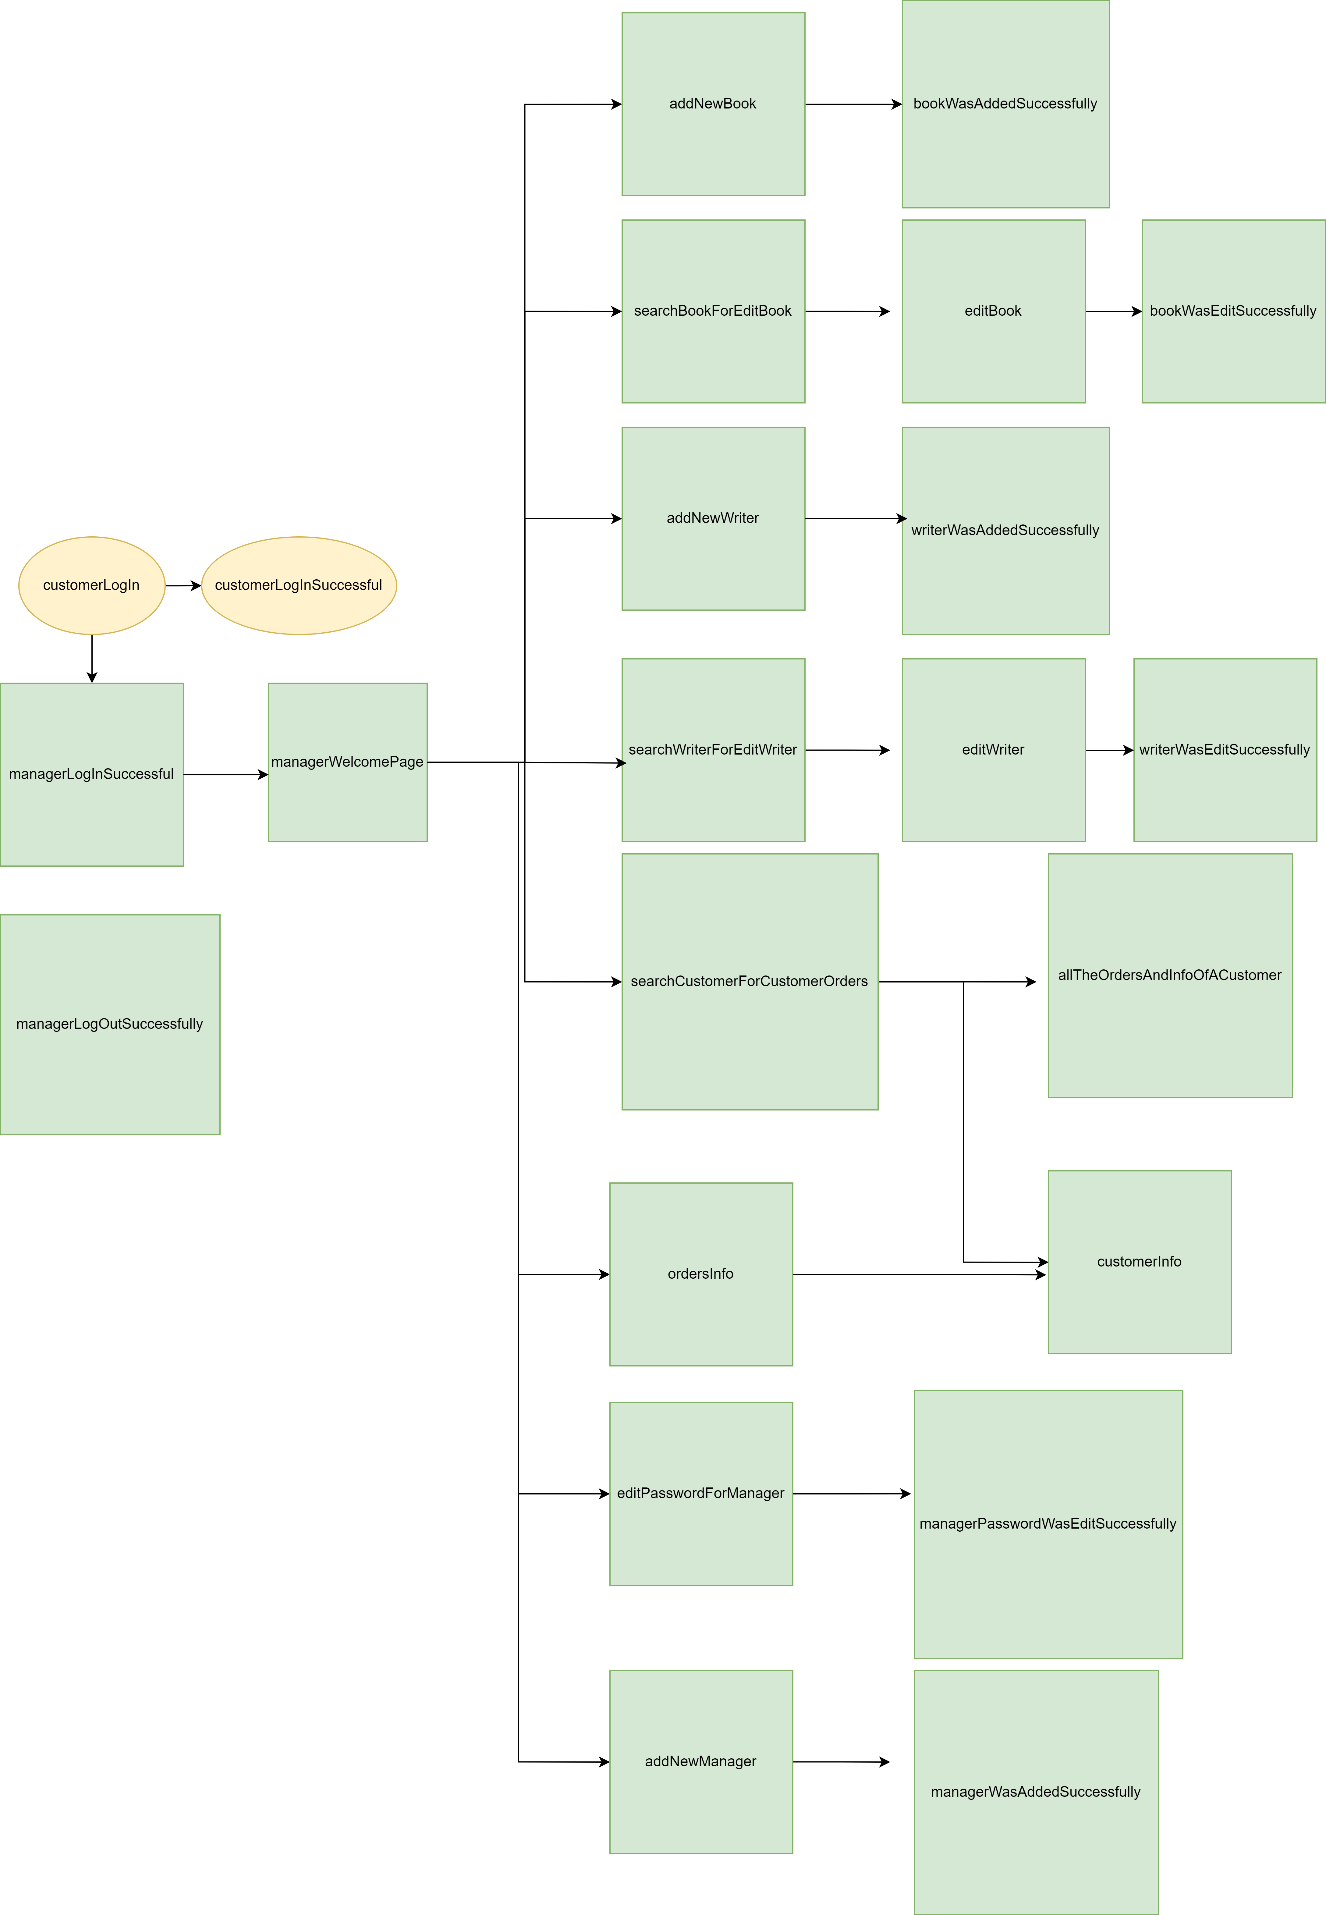 addNewBook
bookWasAddedSuccessfully
searchBookForEditBook
editBook
bookWasEditSuccessfully
addNewWriter
writerWasAddedSuccessfully
customerLogIn
customerLogInSuccessful
managerLogInSuccessful
managerWelcomePage
searchWriterForEditWriter
editWriter
writerWasEditSuccessfully
searchCustomerForCustomerOrders
allTheOrdersAndInfoOfACustomer
managerLogOutSuccessfully
ordersInfo
customerInfo
editPasswordForManager
managerPasswordWasEditSuccessfully
addNewManager
managerWasAddedSuccessfully